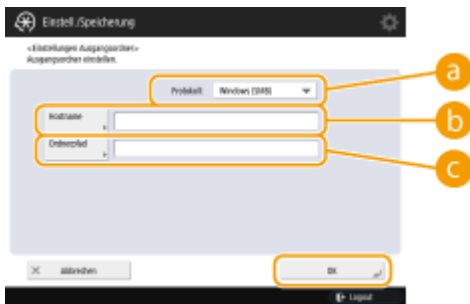 Einstell./Speicherung
<Einstellungen Ausgangsordner>
Ausgangsordner einstellen.
Protokoll: Windows (SMB)
a
Hostname
b
Ordnerpfad
c
Abbrechen
OK
Logout